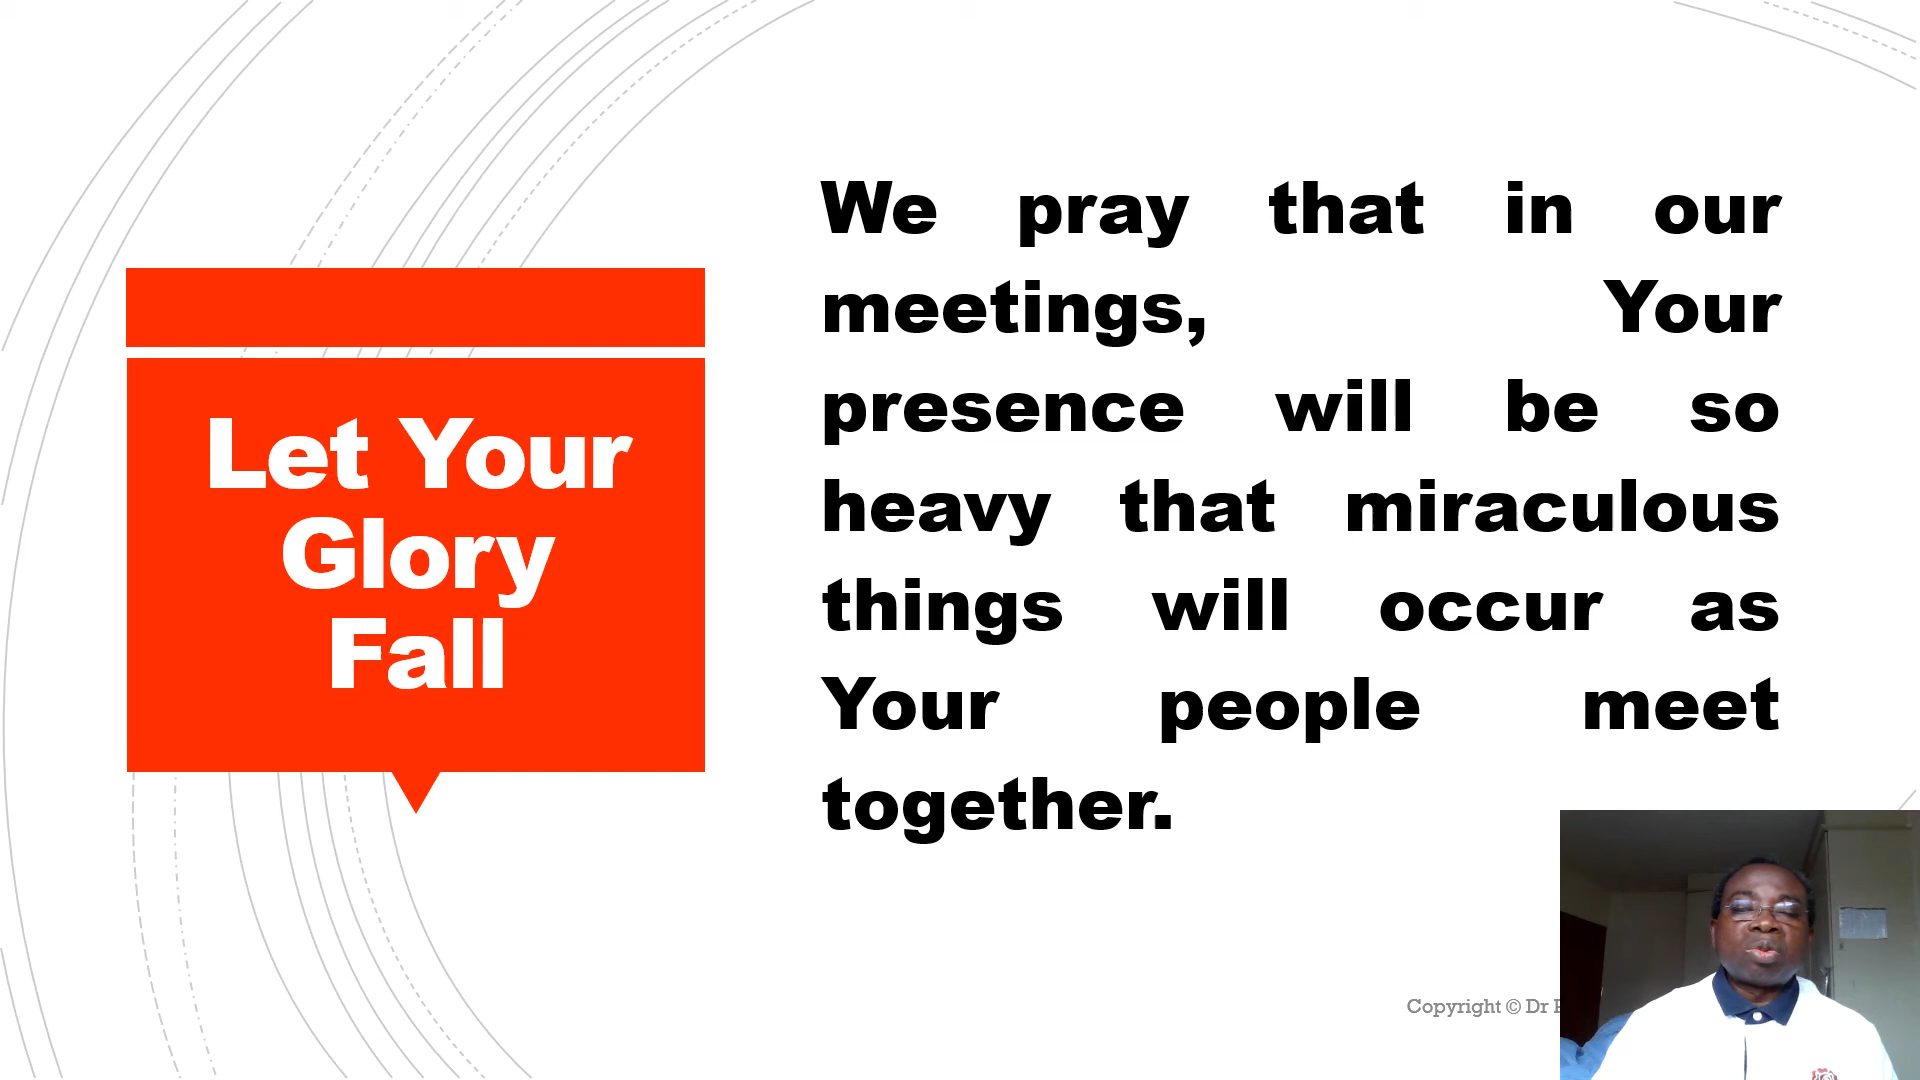 Let Your
Glory
Fall
We pray that in our
meetings, Your
presence will be so
heavy that miraculous
things will occur as
Your people meet
together.
Copyright © Dr